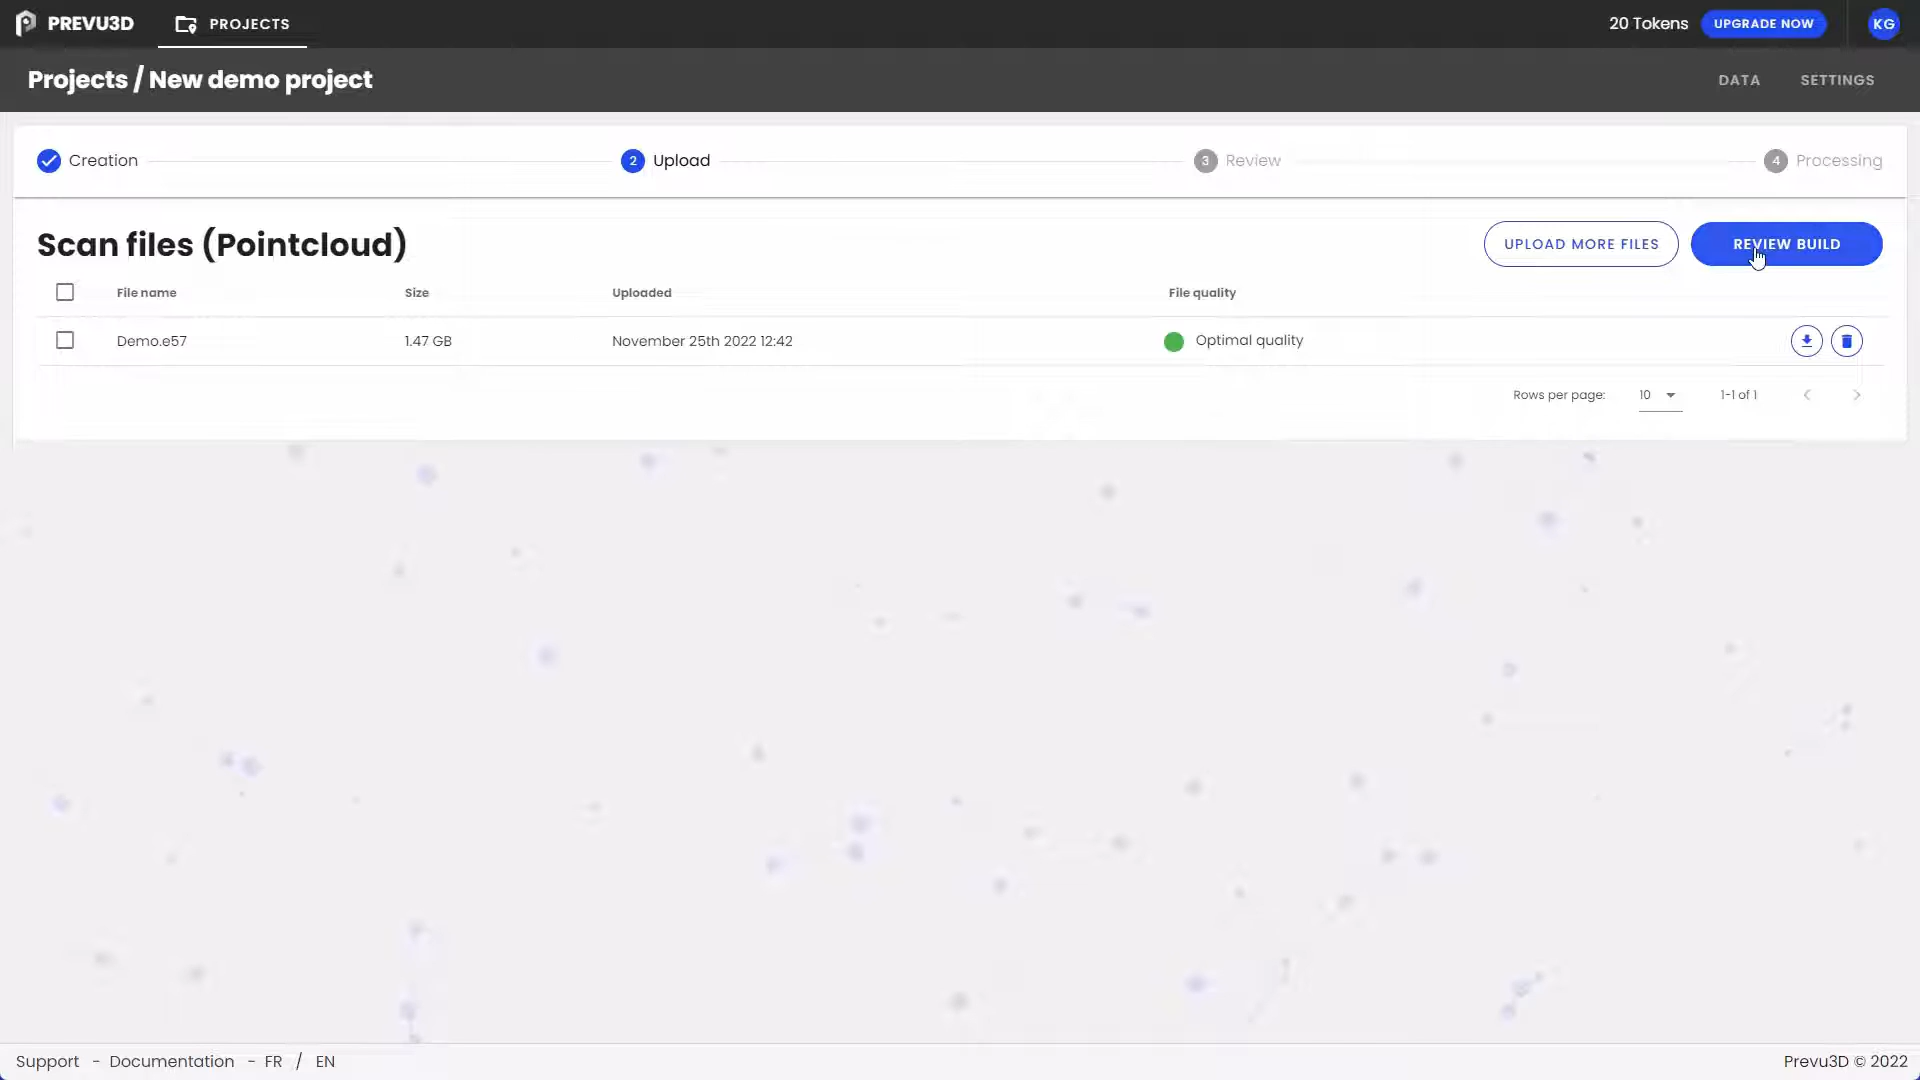 PREVU3D PROJECTS 20 Tokens UPGRADE NOW KG
Projects / New demo project DATA SETTINGS
Creation 2 Upload 3 Review 4 Processing
Scan files (Pointcloud) UPLOAD MORE FILES REVIEW BUILD
File name Size Uploaded File quality
Demo.e57 1.47 GB November 25th 2022 12:42 Optimal quality
Rows per page: 10 1-1 of 1
Support - Documentation - FR / EN Prevu3D © 2022